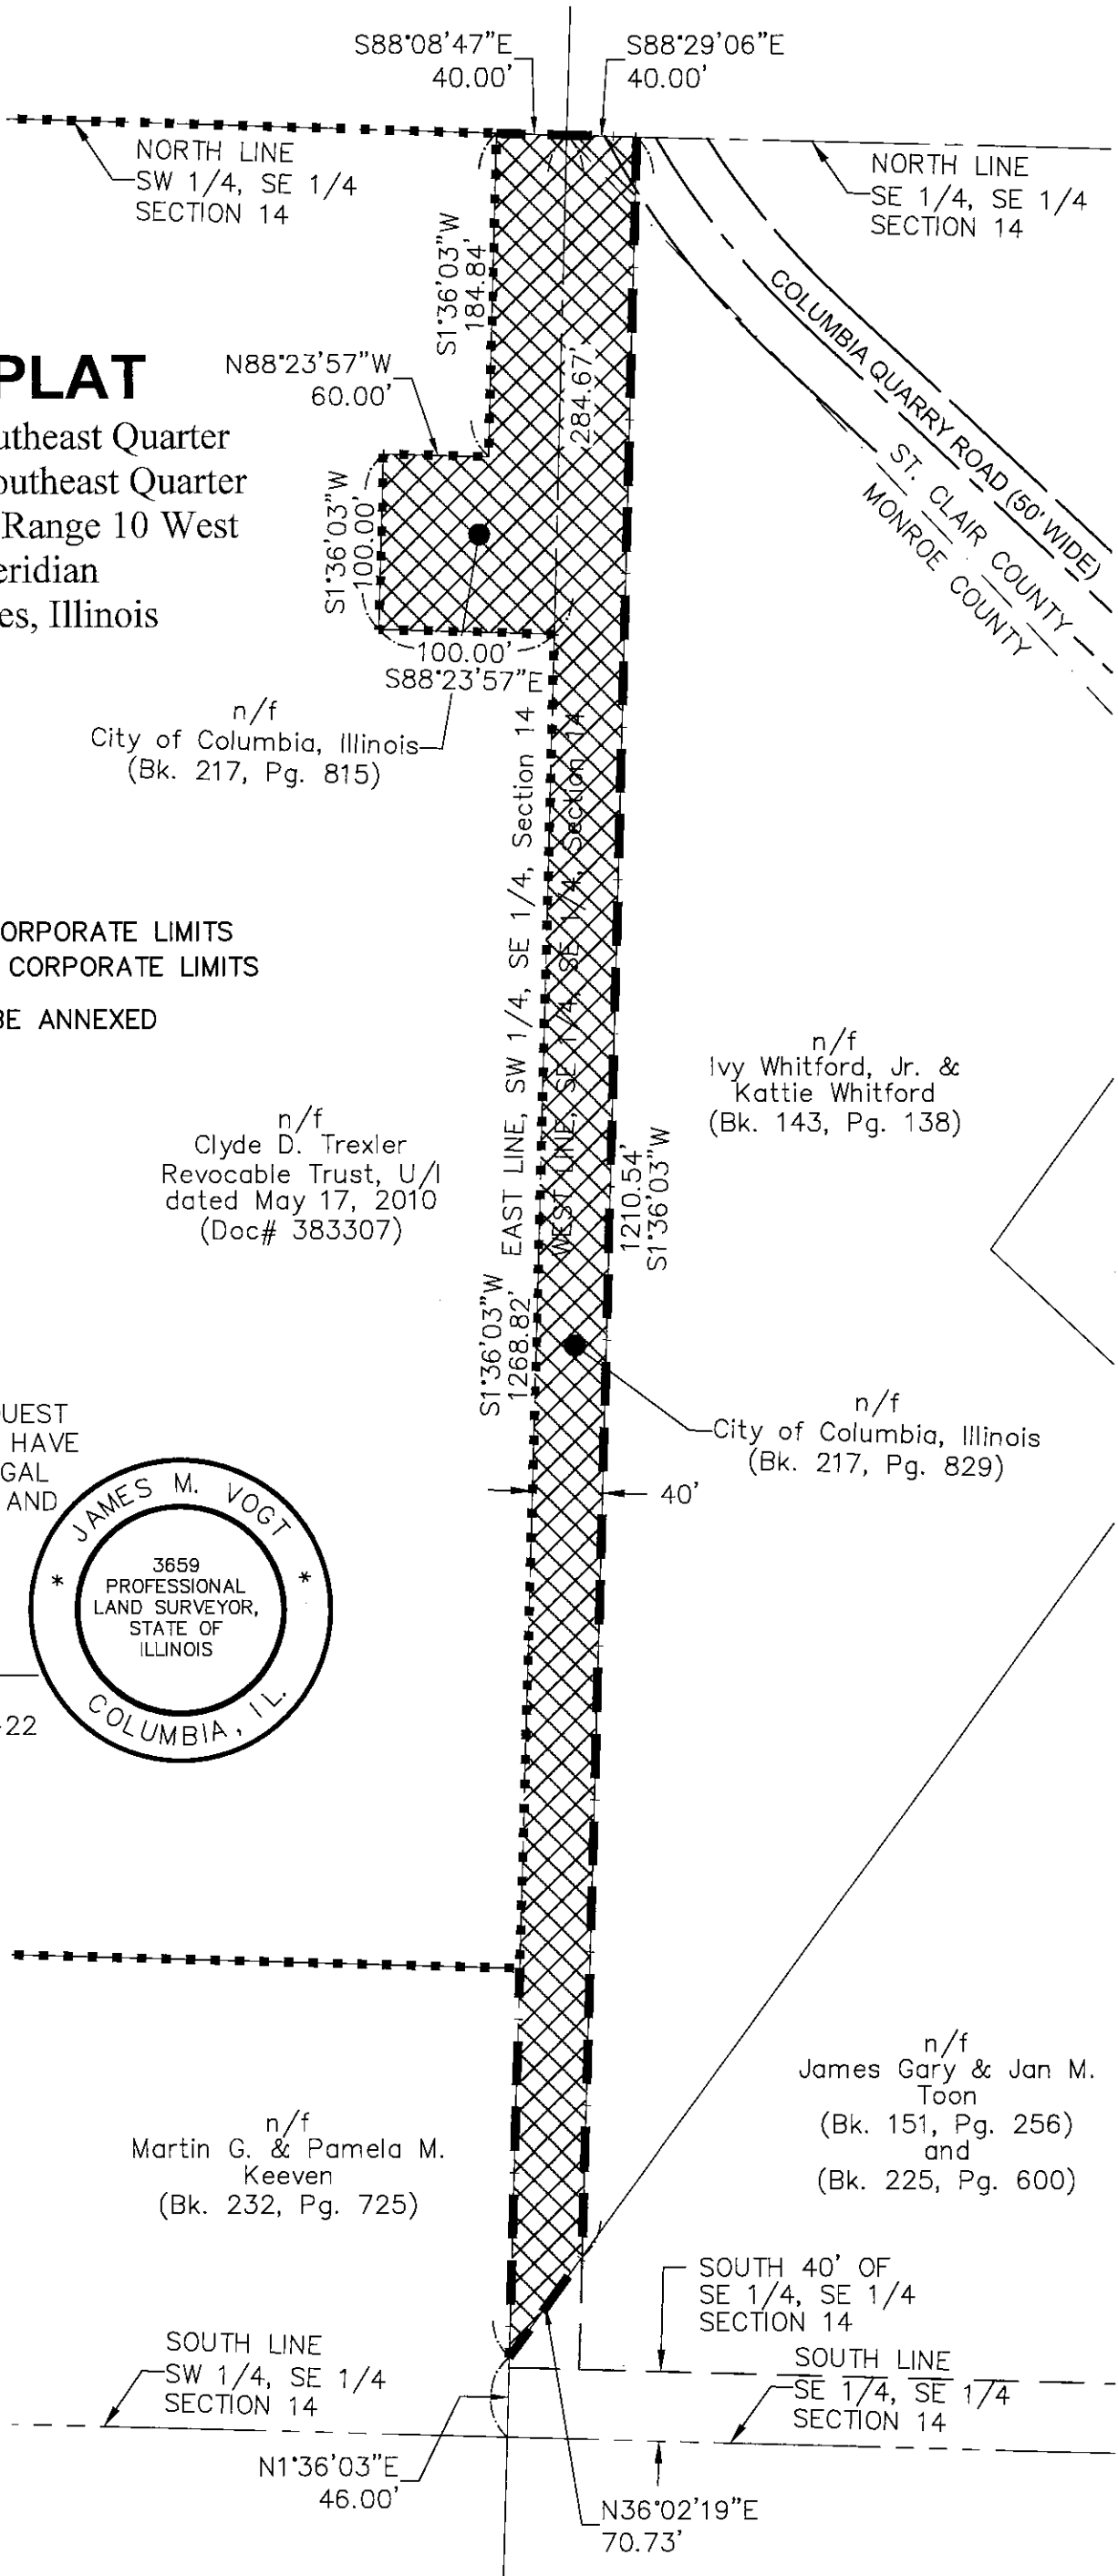 S88°08'47"E
40.00'
S88°29'06"E
40.00'
NORTH LINE
SW 1/4, SE 1/4
SECTION 14
NORTH LINE
SE 1/4, SE 1/4
SECTION 14
S1°36'03"W
184.84'
COLUMBIA QUARRY ROAD (50' WIDE)
ST. CLAIR COUNTY
MONROE COUNTY
PLAT
N88°23'57"W
60.00'
284.67'
utheast Quarter
outheast Quarter
Range 10 West
eridian
es, Illinois
S1°36'03"W
100.00'
100.00'
S88°23'57"E
n/f
City of Columbia, Illinois
(Bk. 217, Pg. 815)
EAST LINE, SW 1/4, SE 1/4, Section 14
WEST LINE, SE 1/4, SE 1/4, Section 14
ORPORATE LIMITS
CORPORATE LIMITS
BE ANNEXED
n/f
Ivy Whitford, Jr. &
Kattie Whitford
(Bk. 143, Pg. 138)
n/f
Clyde D. Trexler
Revocable Trust, U/I
dated May 17, 2010
(Doc# 383307)
1210.54'
S1°36'03"W
S1°36'03"W
1268.82'
n/f
City of Columbia, Illinois
(Bk. 217, Pg. 829)
40'
UEST
HAVE
GAL
AND
JAMES M. VOGT
* *
3659
PROFESSIONAL
LAND SURVEYOR,
STATE OF
ILLINOIS
COLUMBIA, IL.
-22
n/f
Martin G. & Pamela M.
Keeven
(Bk. 232, Pg. 725)
n/f
James Gary & Jan M.
Toon
(Bk. 151, Pg. 256)
and
(Bk. 225, Pg. 600)
SOUTH 40' OF
SE 1/4, SE 1/4
SECTION 14
SOUTH LINE
SW 1/4, SE 1/4
SECTION 14
SOUTH LINE
SE 1/4, SE 1/4
SECTION 14
N1°36'03"E
46.00'
N36°02'19"E
70.73'